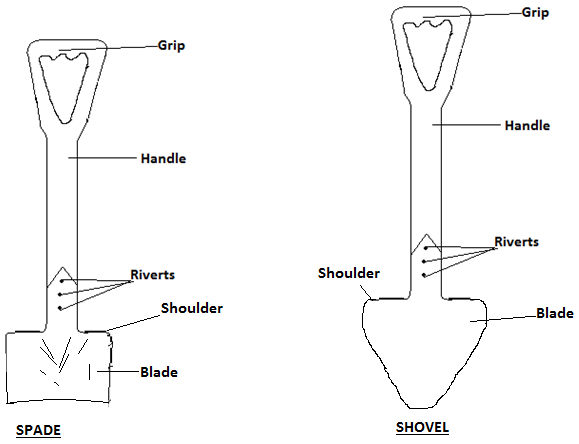 Grip
Handle
Riverts
Shoulder
Blade
SPADE
Grip
Handle
Riverts
Shoulder
Blade
SHOVEL